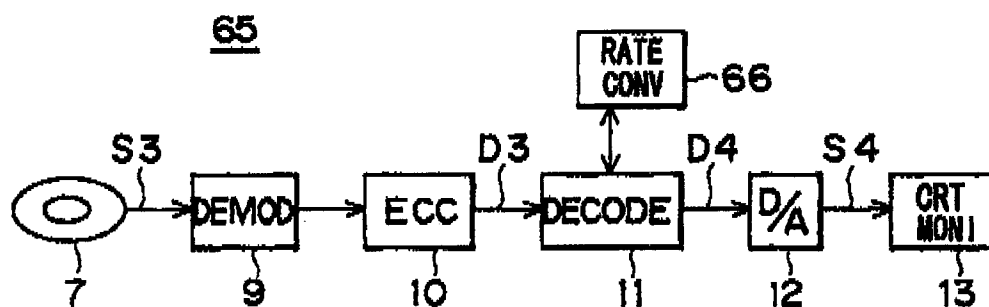 65
RATE
CONV
66
S3
D3
D4
S4
DEMOD
ECC
DECODE
D/A
CRT
MONI
7
9
10
11
12
13